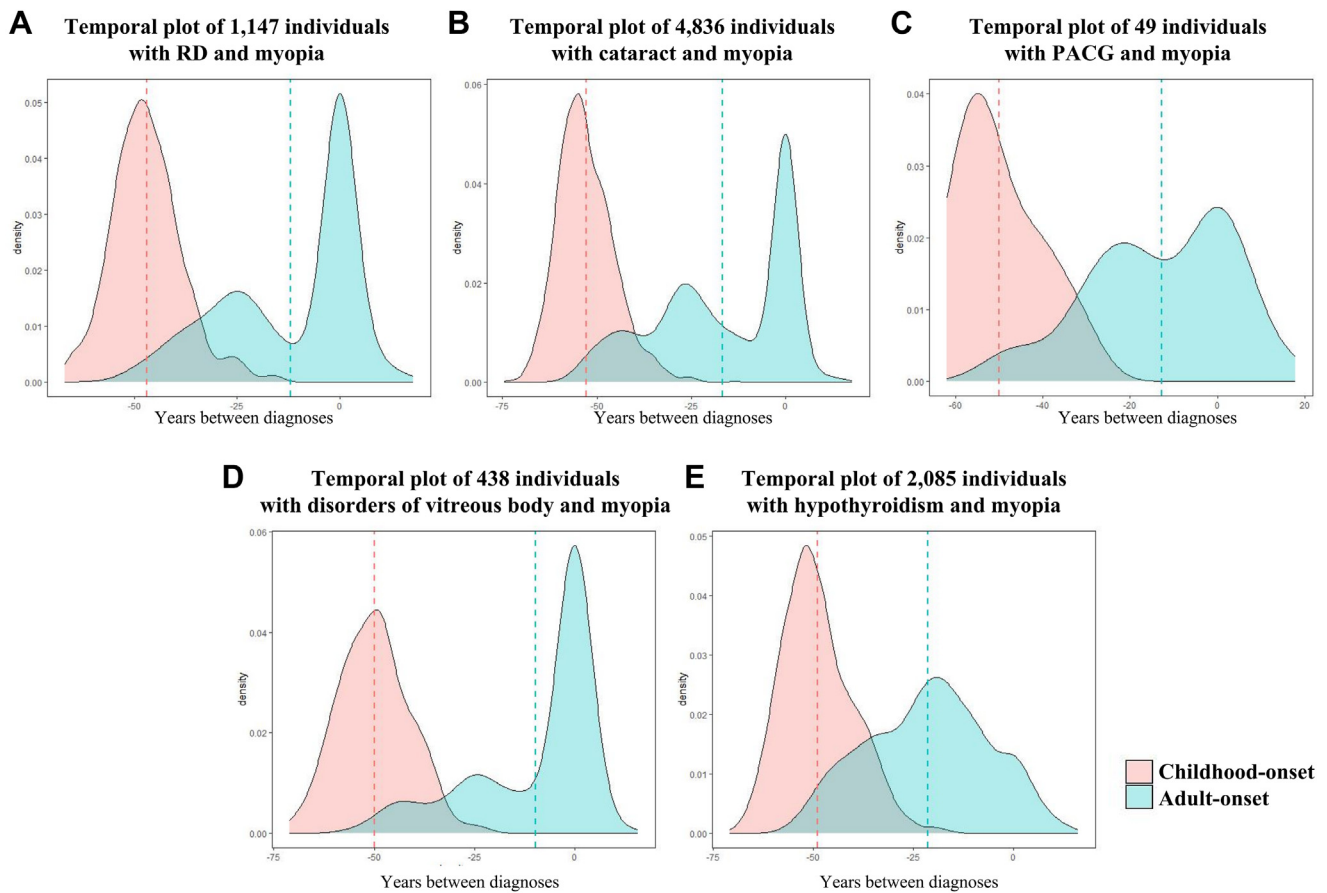 A
Temporal plot of 1,147 individuals
with RD and myopia
density
0.05
0.04
0.03
0.02
0.01
0.00
-50
-25
0
Years between diagnoses
B
Temporal plot of 4,836 individuals
with cataract and myopia
density
0.06
0.04
0.02
0.00
-75
-50
-25
0
Years between diagnoses
C
Temporal plot of 49 individuals
with PACG and myopia
density
0.04
0.03
0.02
0.01
0.00
-60
-40
-20
0
20
Years between diagnoses
D
Temporal plot of 438 individuals
with disorders of vitreous body and myopia
density
0.06
0.04
0.02
0.00
-75
-50
-25
0
Years between diagnoses
E
Temporal plot of 2,085 individuals
with hypothyroidism and myopia
density
0.05
0.04
0.03
0.02
0.01
0.00
-75
-50
-25
0
Years between diagnoses
Childhood-onset
Adult-onset